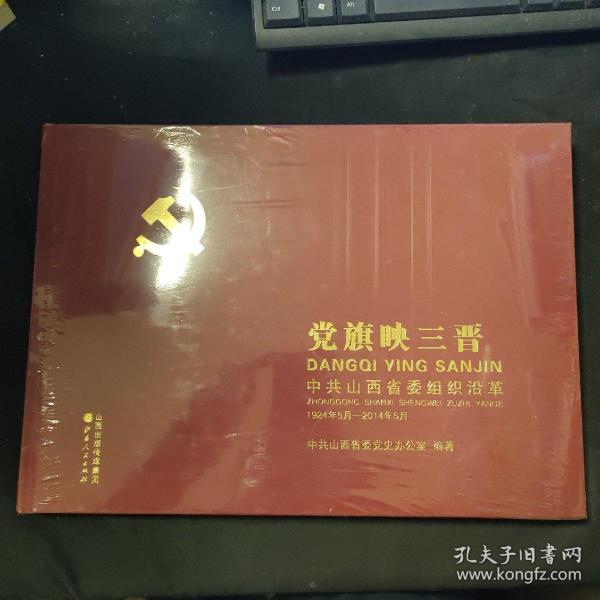 Ctrl
Alt
党旗映三晋
DANGQI YING SANJIN
中共山西省委组织沿革
ZHONGGONG SHANXI SHENGWEI ZUZHI YANGE
1924年5月—2014年5月
中共山西省委党史办公室 编著
山西出版传媒集团
山西人民出版社
孔夫子旧书网
www.kongfz.com